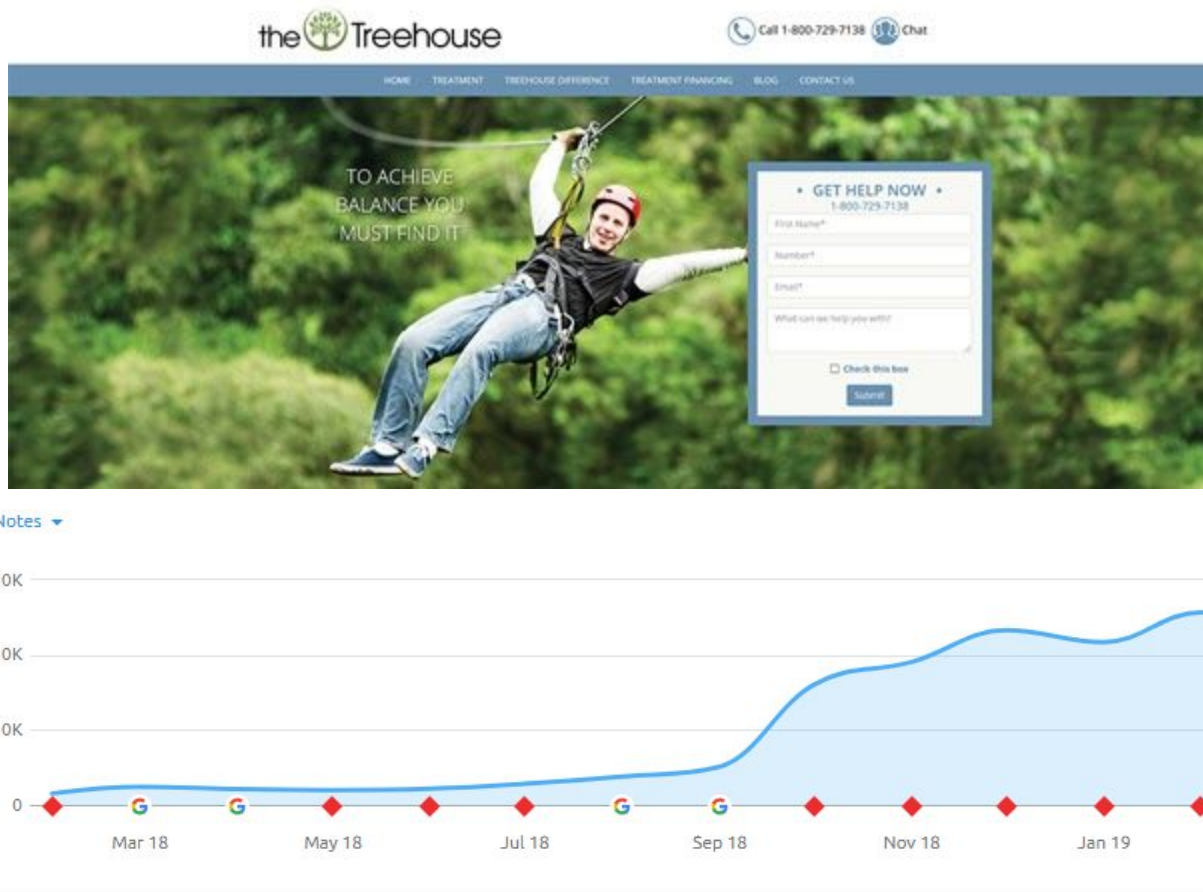 the Treehouse
Call 1-800-729-7138 Chat
HOME TREATMENT TREEHOUSE DIFFERENCE TREATMENT FINANCING BLOG CONTACT US
TO ACHIEVE
BALANCE YOU
MUST FIND IT
• GET HELP NOW •
1-800-729-7138
First Name*
Number*
Email*
What can we help you with?
Check this box
Submit
Notes
0K
0K
0K
0
G G G G
Mar 18 May 18 Jul 18 Sep 18 Nov 18 Jan 19